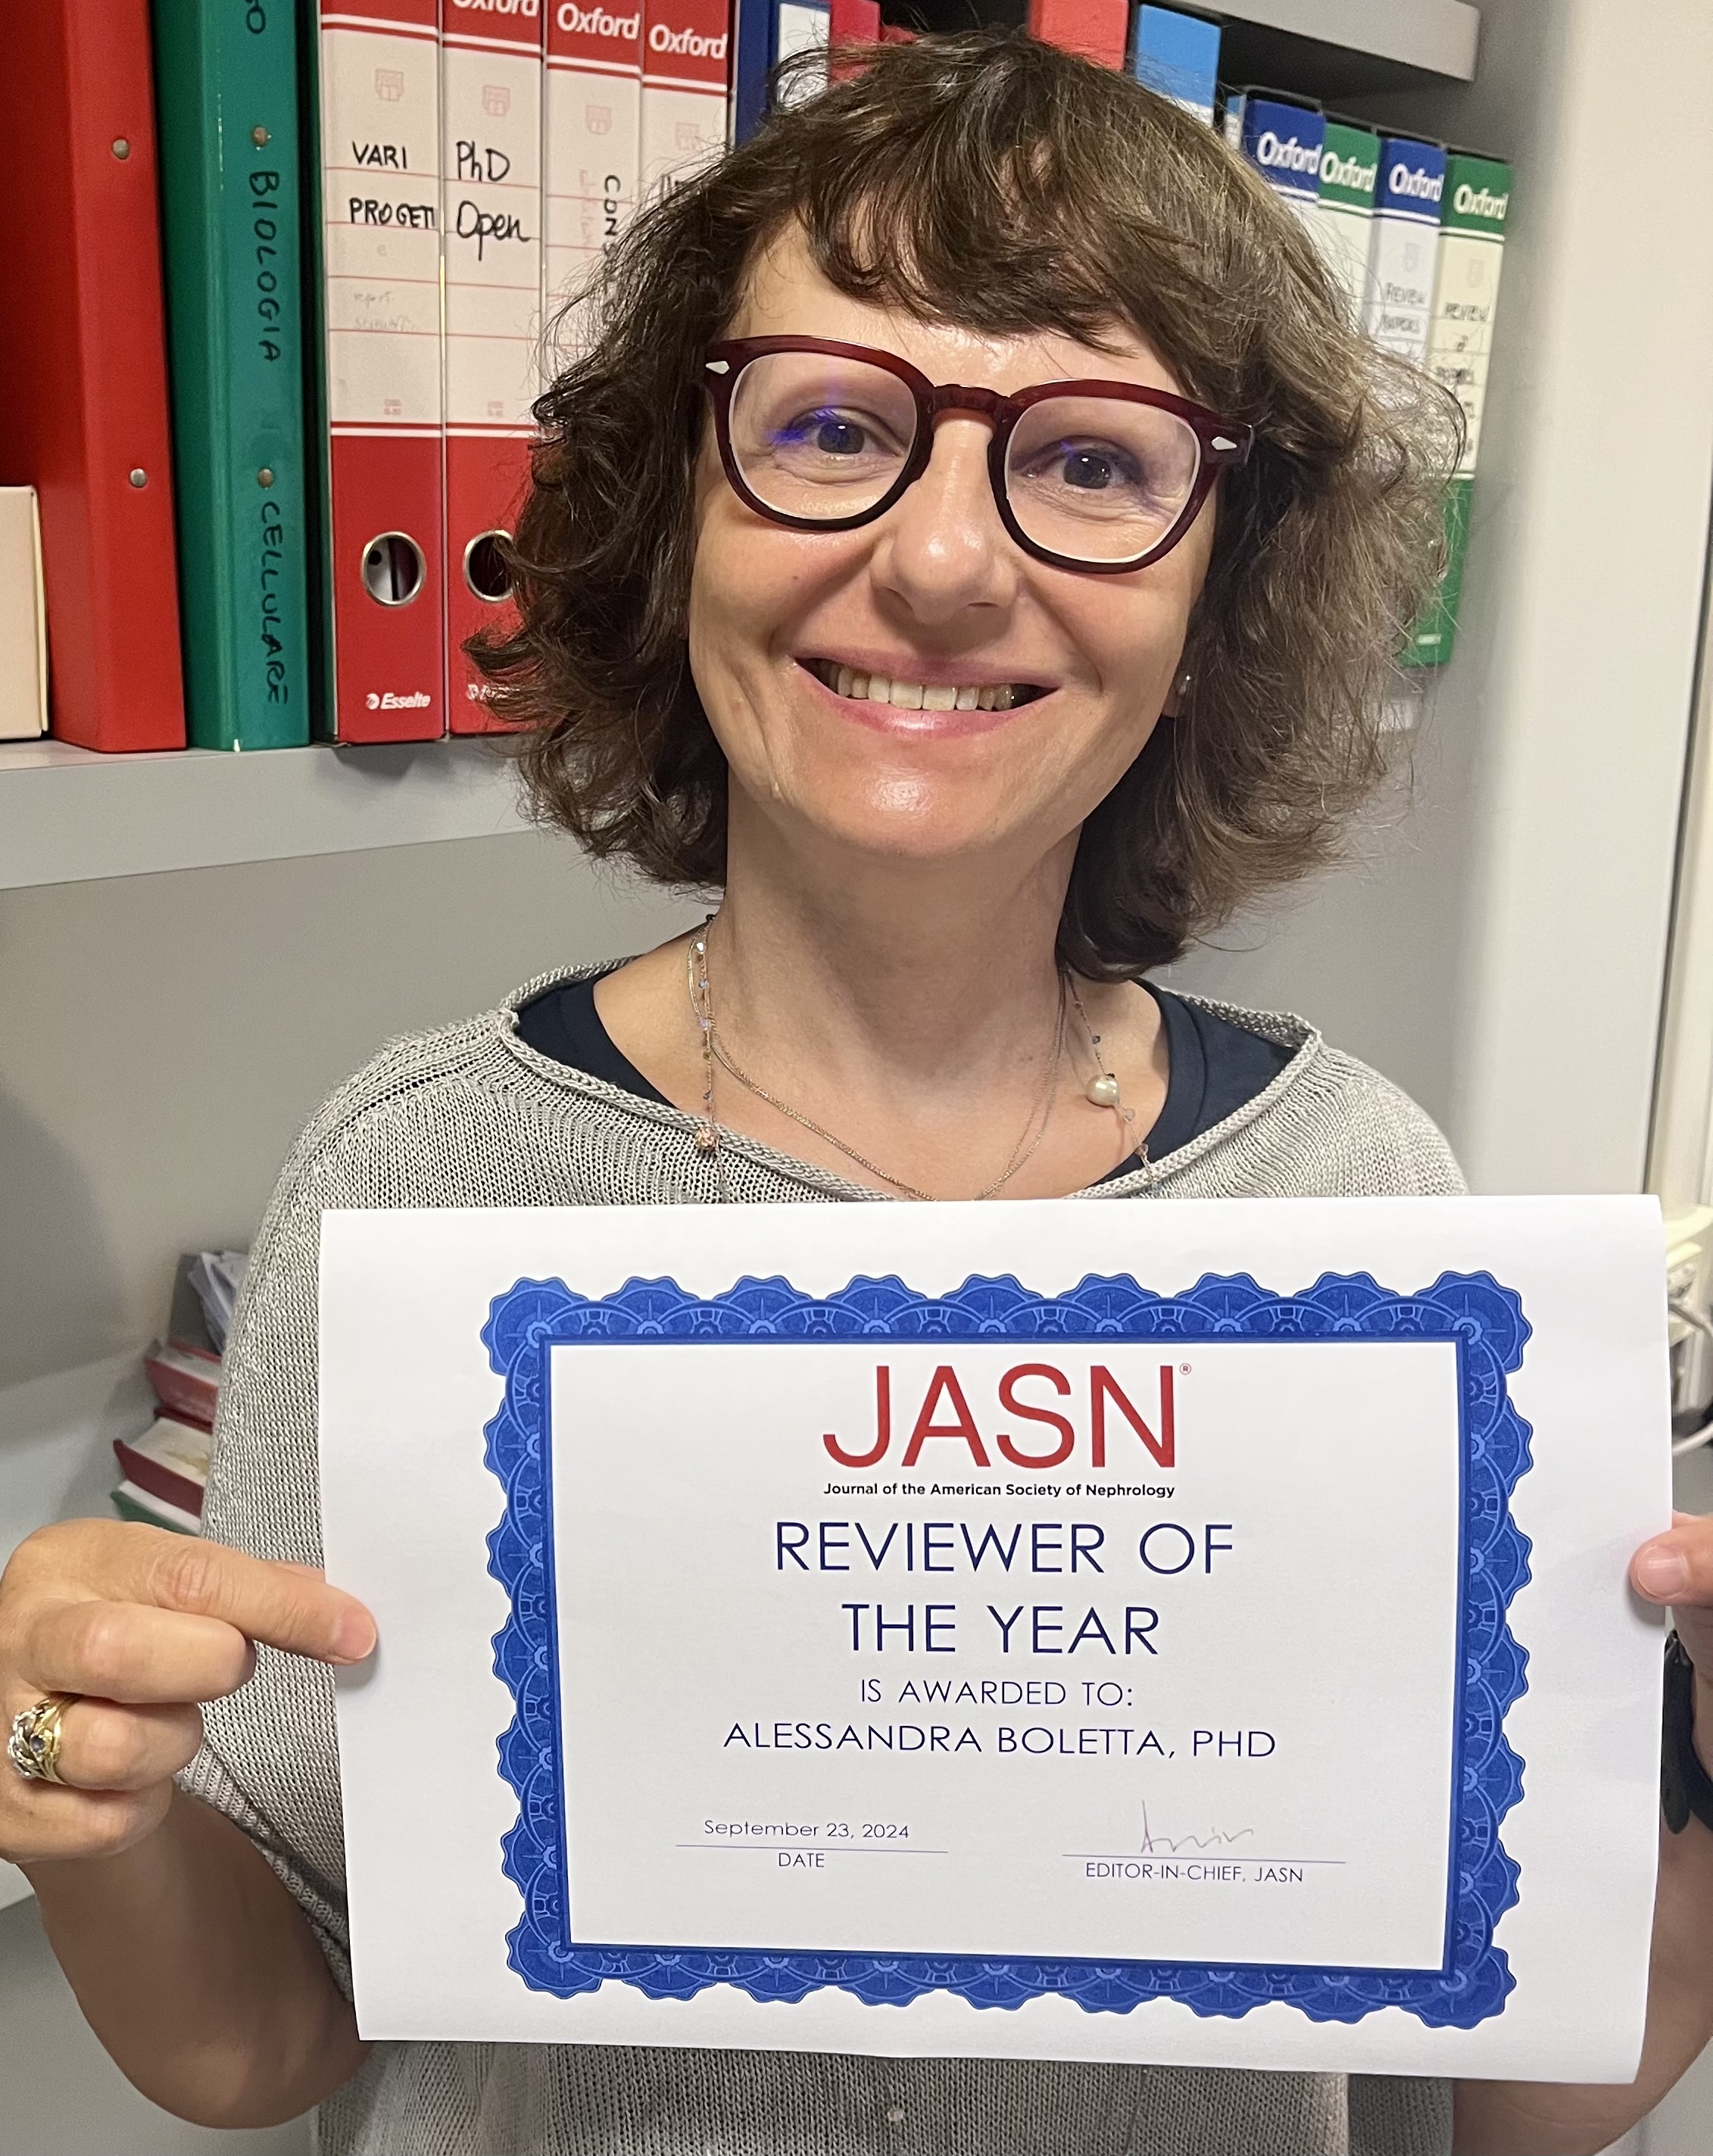 BIOLOGIA
CELLULARE
Oxford
VARI
PROGETI
Esselte
Oxford
PhD
Open
Oxford
Oxford
Oxford
Oxford
Oxford
Oxford
REVIEW
JASN®
Journal of the American Society of Nephrology
REVIEWER OF
THE YEAR
IS AWARDED TO:
ALESSANDRA BOLETTA, PHD
September 23, 2024
DATE
EDITOR-IN-CHIEF, JASN